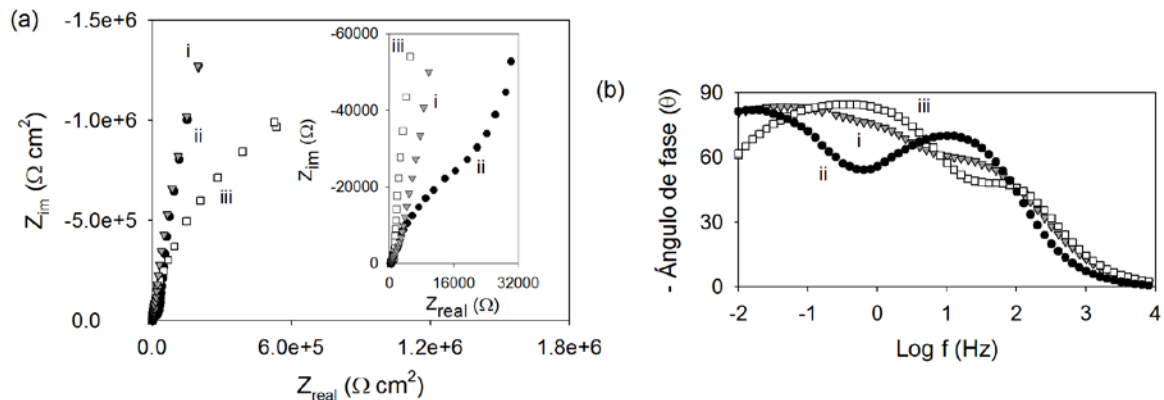 (a)
-1.5e+6
-1.0e+6
-5.0e+5
0.0
Z_im (Ω cm²)
0.0
6.0e+5
1.2e+6
1.8e+6
Z_real (Ω cm²)
i
ii
iii
-60000
-40000
-20000
0
Z_im (Ω)
0
16000
32000
Z_real (Ω)
iii
i
ii
(b)
90
60
30
0
- Ángulo de fase (θ)
-2
-1
0
1
2
3
4
Log f (Hz)
iii
i
ii